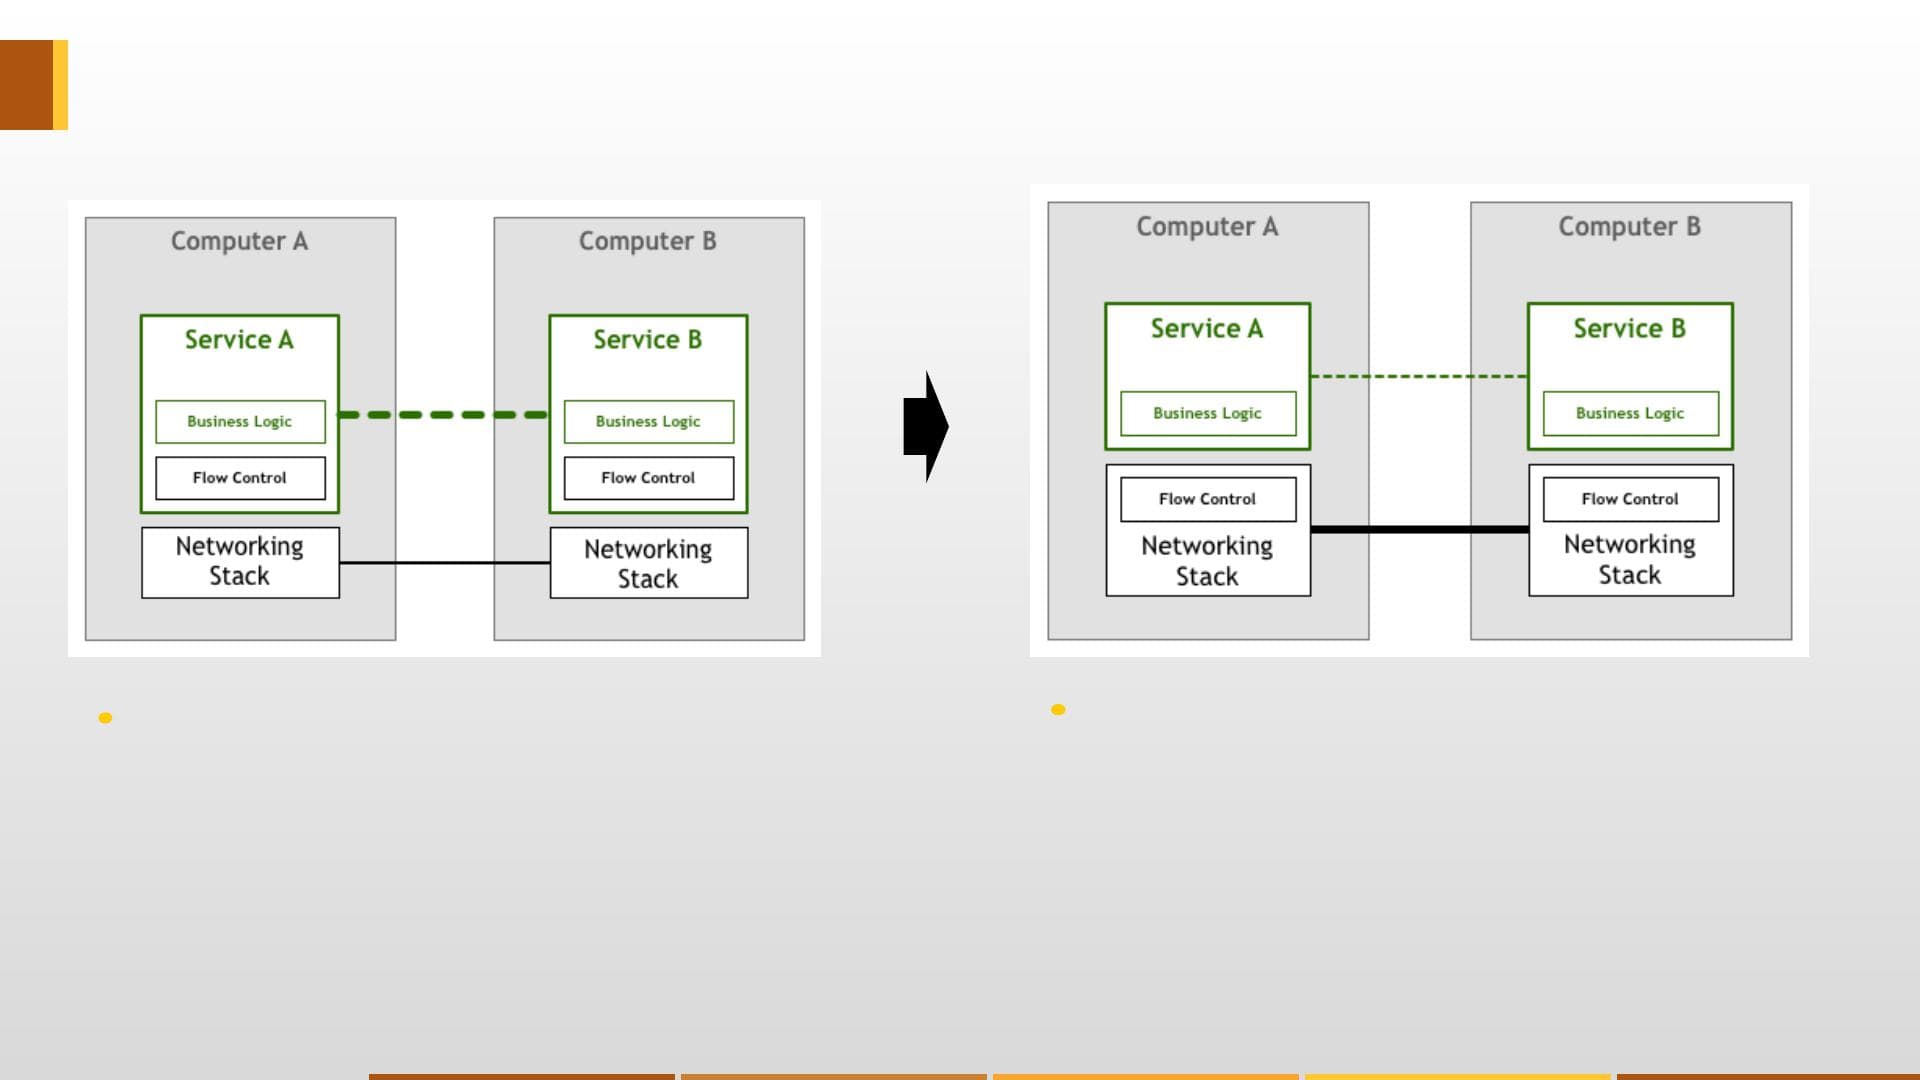 Computer A
Computer B
Service A
Service B
Business Logic
Business Logic
Flow Control
Flow Control
Networking
Stack
Networking
Stack
Computer A
Computer B
Service A
Service B
Business Logic
Business Logic
Flow Control
Flow Control
Networking
Stack
Networking
Stack